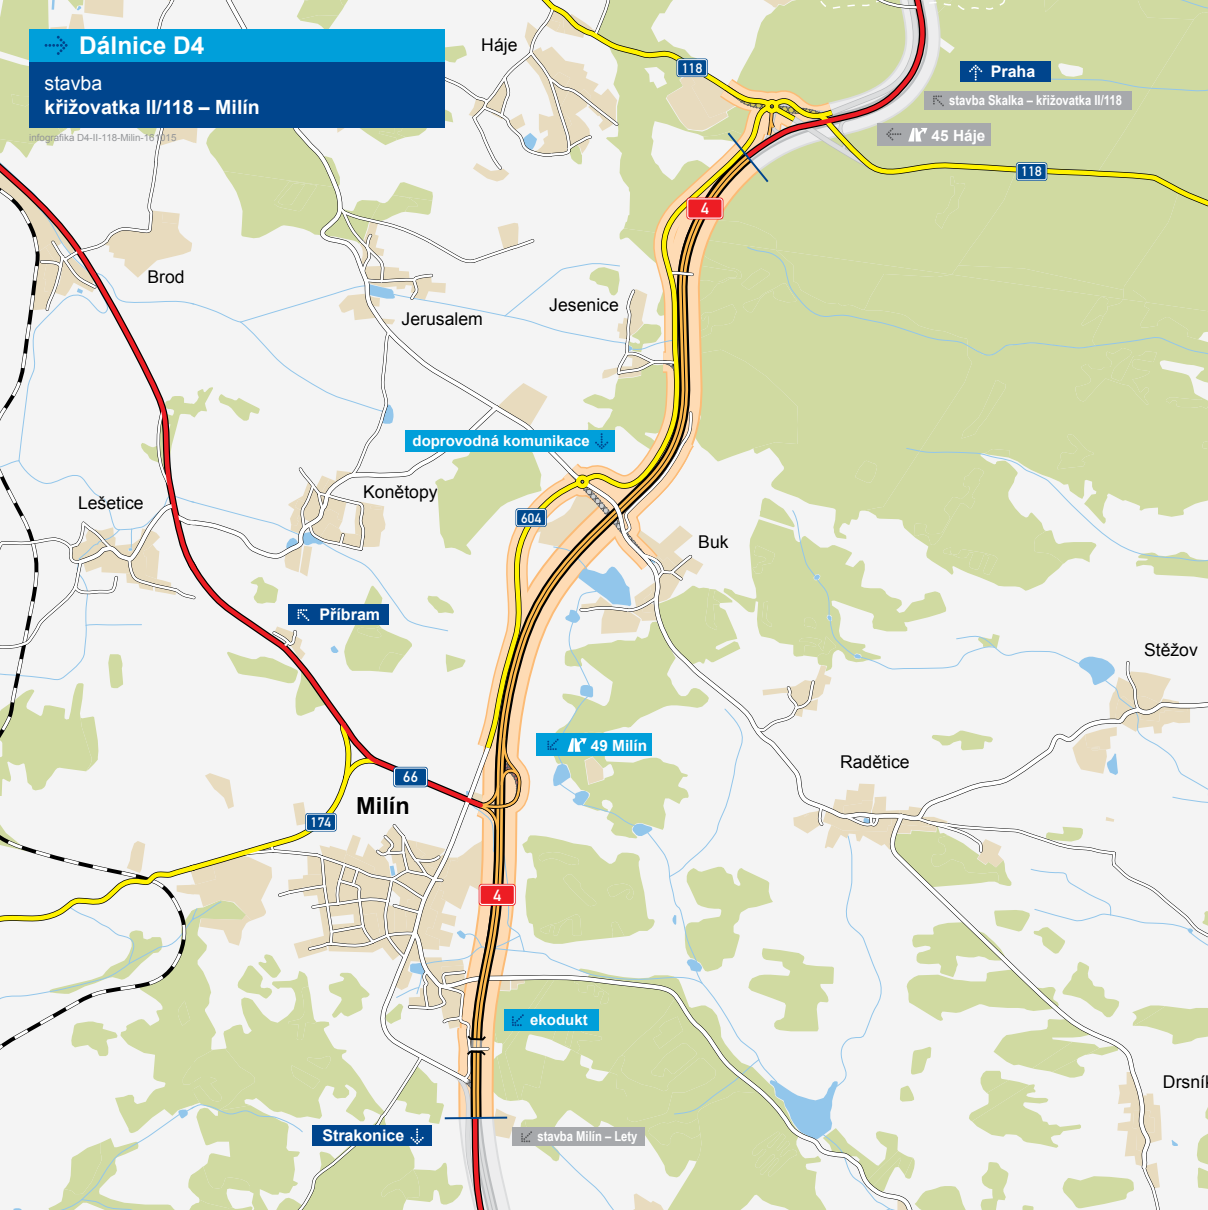 Dálnice D4
stavba
křižovatka II/118 – Milín
infografika D4-II-118-Milin-161015
Háje
118
Praha
stavba Skalka – křižovatka II/118
45 Háje
118
4
Brod
Jesenice
Jerusalem
doprovodná komunikace
Konětopy
Lešetice
604
Buk
Příbram
Stěžov
49 Milín
Radětice
66
Milín
174
4
ekodukt
Drsník
Strakonice
stavba Milín – Lety